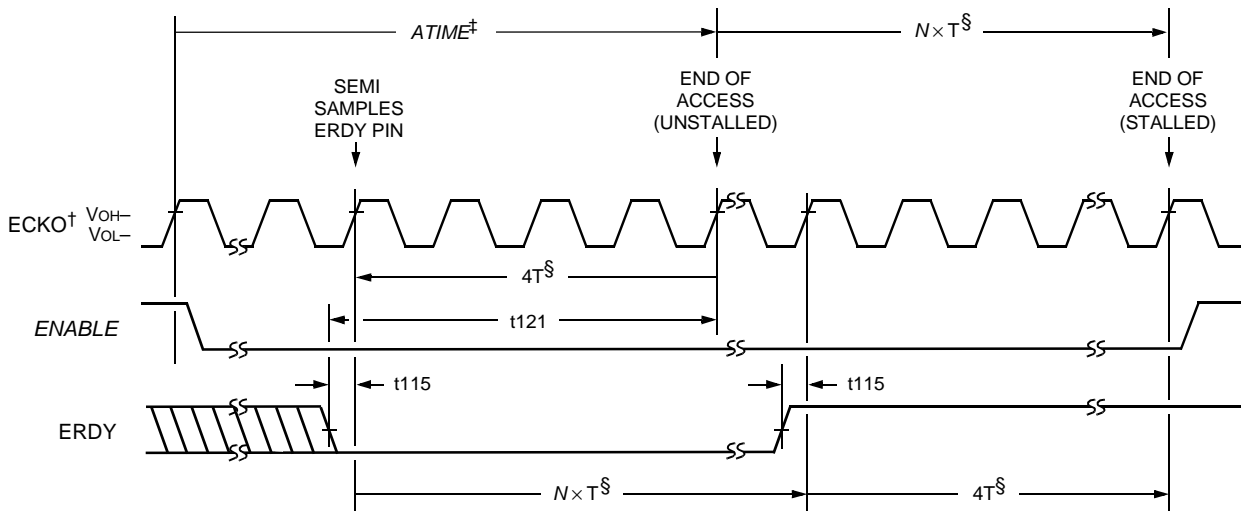 ATIME‡
N × T§
SEMI
SAMPLES
ERDY PIN
END OF
ACCESS
(UNSTALLED)
END OF
ACCESS
(STALLED)
ECKO†
VOH–
VOL–
4T§
ENABLE
t121
t115
t115
ERDY
N × T§
4T§